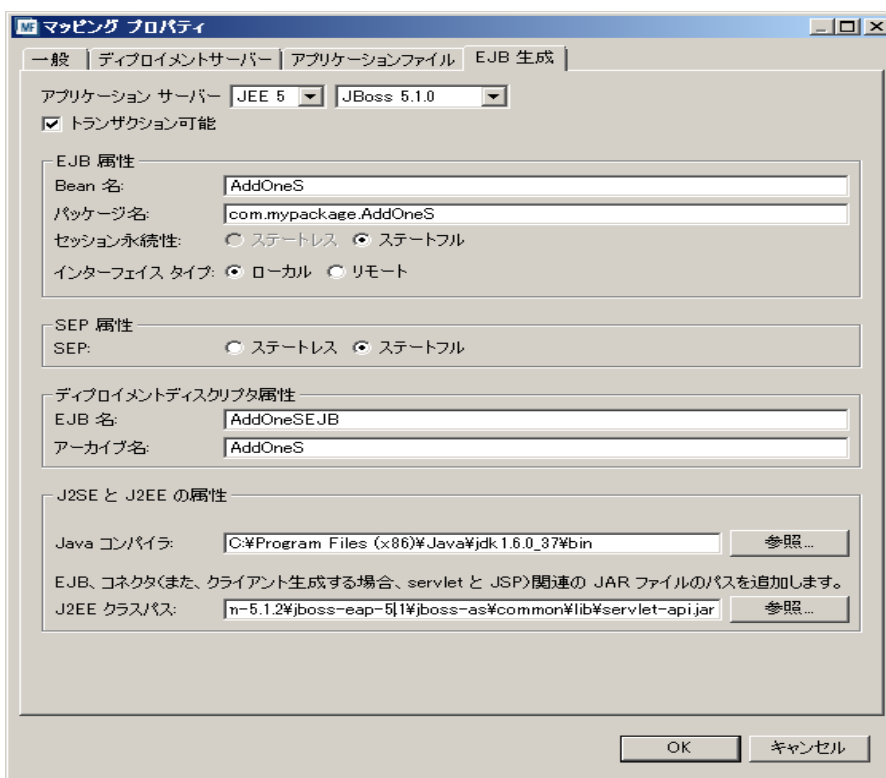 MF マッピング プロパティ
一般 ディプロイメントサーバー アプリケーションファイル EJB 生成
アプリケーション サーバー JEE 5 JBoss 5.1.0
トランザクション可能
EJB 属性
Bean 名: AddOneS
パッケージ名: com.mypackage.AddOneS
セッション永続性: ステートレス ステートフル
インターフェイス タイプ: ローカル リモート
SEP 属性
SEP: ステートレス ステートフル
ディプロイメントディスクリプタ属性
EJB 名: AddOneSEJB
アーカイブ名: AddOneS
J2SE と J2EE の属性
Java コンパイラ: C:¥Program Files (x86)¥Java¥jdk1.6.0_37¥bin 参照...
EJB、コネクタ(また、クライアント生成する場合、servlet と JSP)関連の JAR ファイルのパスを追加します。
J2EE クラスパス: n-5.1.2¥jboss-eap-5.1¥jboss-as¥common¥lib¥servlet-api.jar 参照...
OK キャンセル